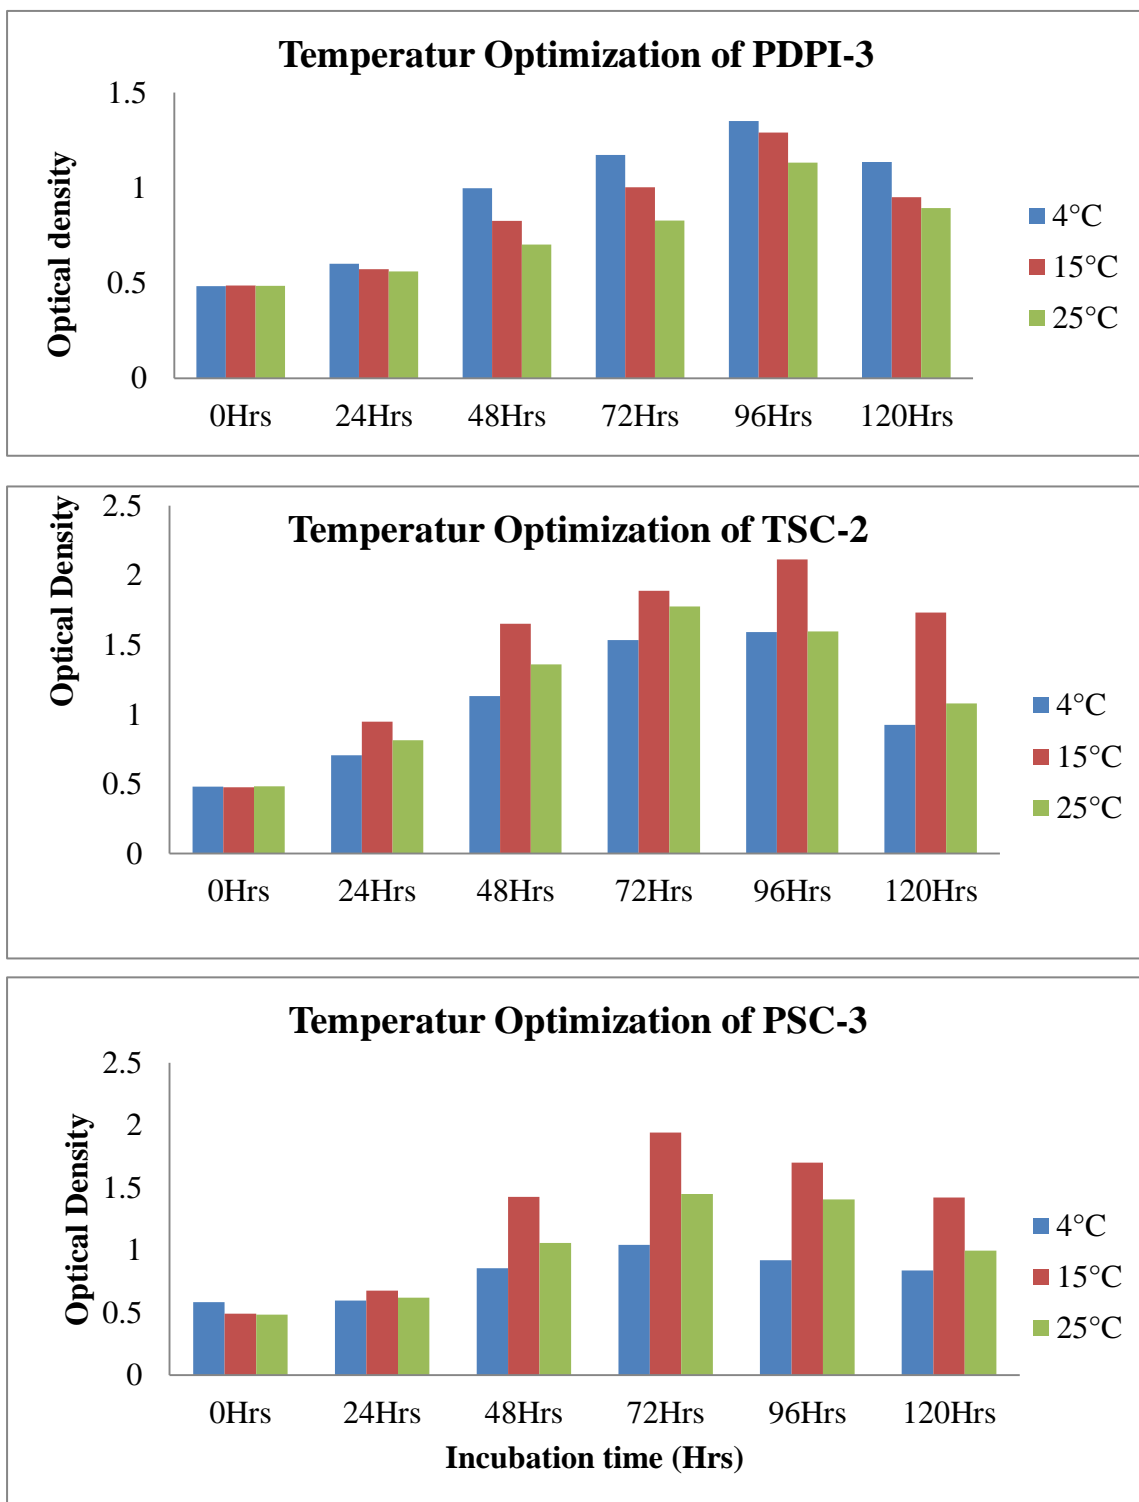 Temperatur Optimization of PDPI-3
Optical density
1.5
1
0.5
0
0Hrs 24Hrs 48Hrs 72Hrs 96Hrs 120Hrs
4°C
15°C
25°C
Temperatur Optimization of TSC-2
Optical Density
2.5
2
1.5
1
0.5
0
0Hrs 24Hrs 48Hrs 72Hrs 96Hrs 120Hrs
4°C
15°C
25°C
Temperatur Optimization of PSC-3
Optical Density
2.5
2
1.5
1
0.5
0
0Hrs 24Hrs 48Hrs 72Hrs 96Hrs 120Hrs
Incubation time (Hrs)
4°C
15°C
25°C